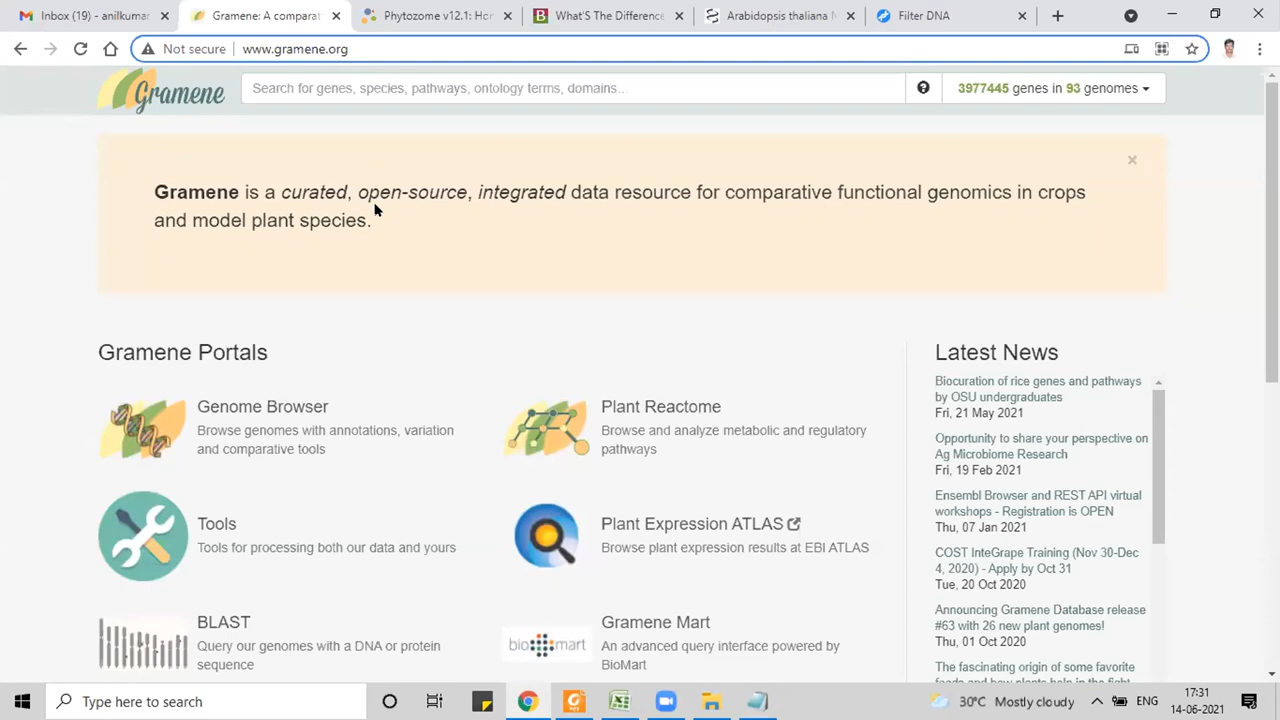 Inbox (19) - anilkumar
Gramene: A comparat
Phytozome v12.1: Hor
What'S The Difference
Arabidopsis thaliana N
Filter DNA
Not secure
www.gramene.org
Gramene
Search for genes, species, pathways, ontology terms, domains...
3977445 genes in 93 genomes
Gramene is a curated, open-source, integrated data resource for comparative functional genomics in crops
and model plant species.
Gramene Portals
Genome Browser
Browse genomes with annotations, variation
and comparative tools
Plant Reactome
Browse and analyze metabolic and regulatory
pathways
Tools
Tools for processing both our data and yours
Plant Expression ATLAS
Browse plant expression results at EBI ATLAS
BLAST
Query our genomes with a DNA or protein
sequence
biomart
Gramene Mart
An advanced query interface powered by
BioMart
Latest News
Biocuration of rice genes and pathways
by OSU undergraduates
Fri, 21 May 2021
Opportunity to share your perspective on
Ag Microbiome Research
Fri, 19 Feb 2021
Ensembl Browser and REST API virtual
workshops - Registration is OPEN
Thu, 07 Jan 2021
COST InteGrape Training (Nov 30-Dec
4, 2020) - Apply by Oct 31
Tue, 20 Oct 2020
Announcing Gramene Database release
#63 with 26 new plant genomes!
Thu, 01 Oct 2020
The fascinating origin of some favorite
foods and how plants help in the fight
Type here to search
30°C Mostly cloudy
ENG
17:31
14-06-2021